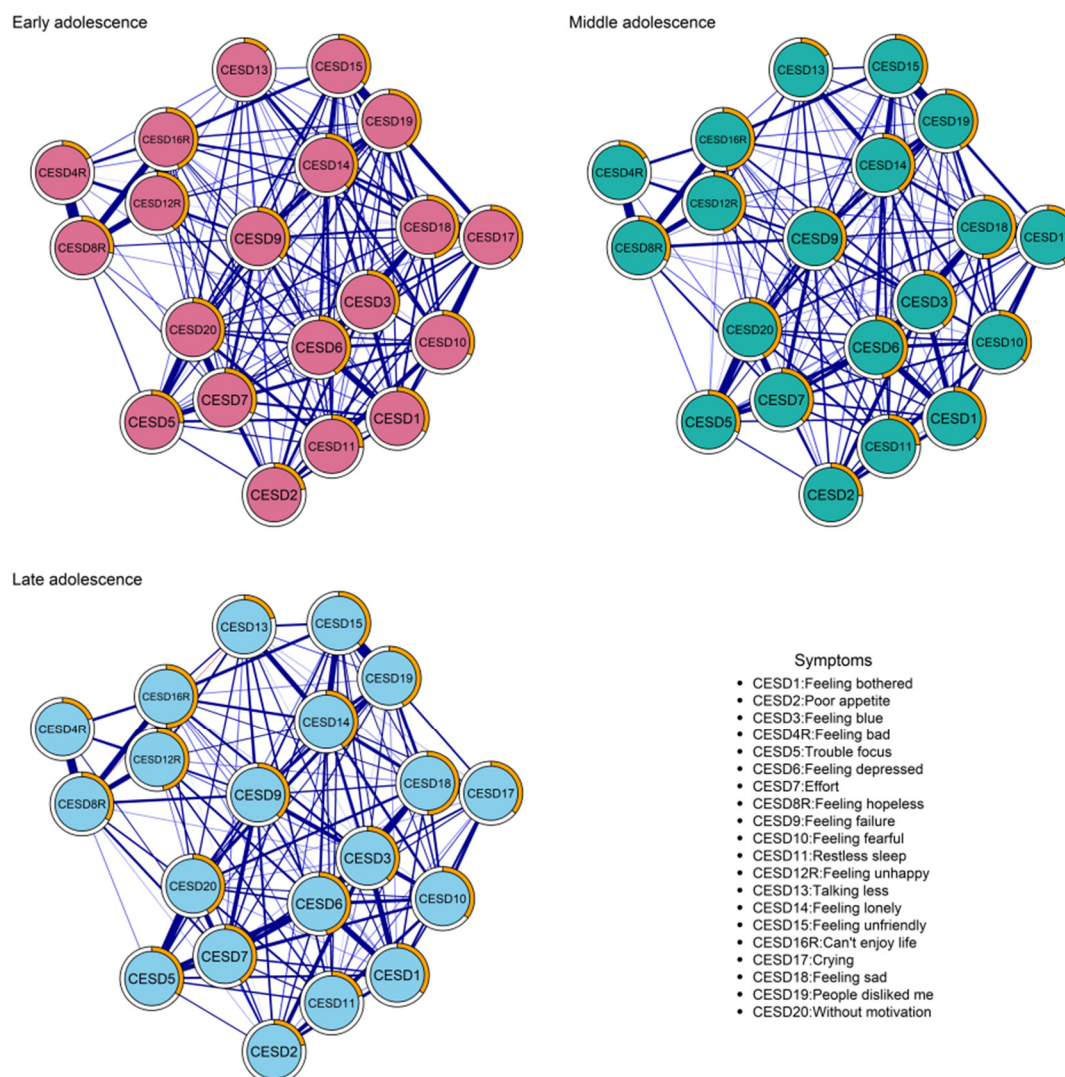 Early adolescence
CESD13
CESD15
CESD19
CESD16R
CESD14
CESD4R
CESD12R
CESD18
CESD17
CESD8R
CESD9
CESD3
CESD20
CESD6
CESD10
CESD7
CESD5
CESD1
CESD11
CESD2
Middle adolescence
CESD13
CESD15
CESD19
CESD16R
CESD14
CESD4R
CESD12R
CESD18
CESD1
CESD8R
CESD9
CESD3
CESD20
CESD6
CESD10
CESD7
CESD5
CESD1
CESD11
CESD2
Late adolescence
CESD13
CESD15
CESD19
CESD16R
CESD14
CESD4R
CESD12R
CESD18
CESD17
CESD8R
CESD9
CESD3
CESD20
CESD6
CESD10
CESD7
CESD5
CESD1
CESD11
CESD2
Symptoms
• CESD1:Feeling bothered
• CESD2:Poor appetite
• CESD3:Feeling blue
• CESD4R:Feeling bad
• CESD5:Trouble focus
• CESD6:Feeling depressed
• CESD7:Effort
• CESD8R:Feeling hopeless
• CESD9:Feeling failure
• CESD10:Feeling fearful
• CESD11:Restless sleep
• CESD12R:Feeling unhappy
• CESD13:Talking less
• CESD14:Feeling lonely
• CESD15:Feeling unfriendly
• CESD16R:Can't enjoy life
• CESD17:Crying
• CESD18:Feeling sad
• CESD19:People disliked me
• CESD20:Without motivation